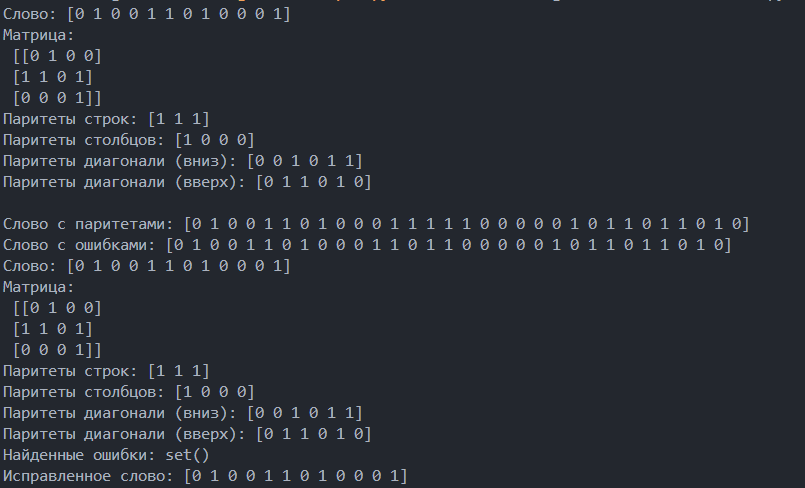 Слово: [0 1 0 0 1 1 0 1 0 0 0 1]
Матрица:
[[0 1 0 0]
[1 1 0 1]
[0 0 0 1]]
Паритеты строк: [1 1 1]
Паритеты столбцов: [1 0 0 0]
Паритеты диагонали (вниз): [0 0 1 0 1 1]
Паритеты диагонали (вверх): [0 1 1 0 1 0]
Слово с паритетами: [0 1 0 0 1 1 0 1 0 0 0 1 1 1 1 1 0 0 0 0 0 1 0 1 1 0 1 1 0 1 0]
Слово с ошибками: [0 1 0 0 1 1 0 1 0 0 0 1 1 0 1 1 0 0 0 0 0 1 0 1 1 0 1 1 0 1 0]
Слово: [0 1 0 0 1 1 0 1 0 0 0 1]
Матрица:
[[0 1 0 0]
[1 1 0 1]
[0 0 0 1]]
Паритеты строк: [1 1 1]
Паритеты столбцов: [1 0 0 0]
Паритеты диагонали (вниз): [0 0 1 0 1 1]
Паритеты диагонали (вверх): [0 1 1 0 1 0]
Найденные ошибки: set()
Исправленное слово: [0 1 0 0 1 1 0 1 0 0 0 1]